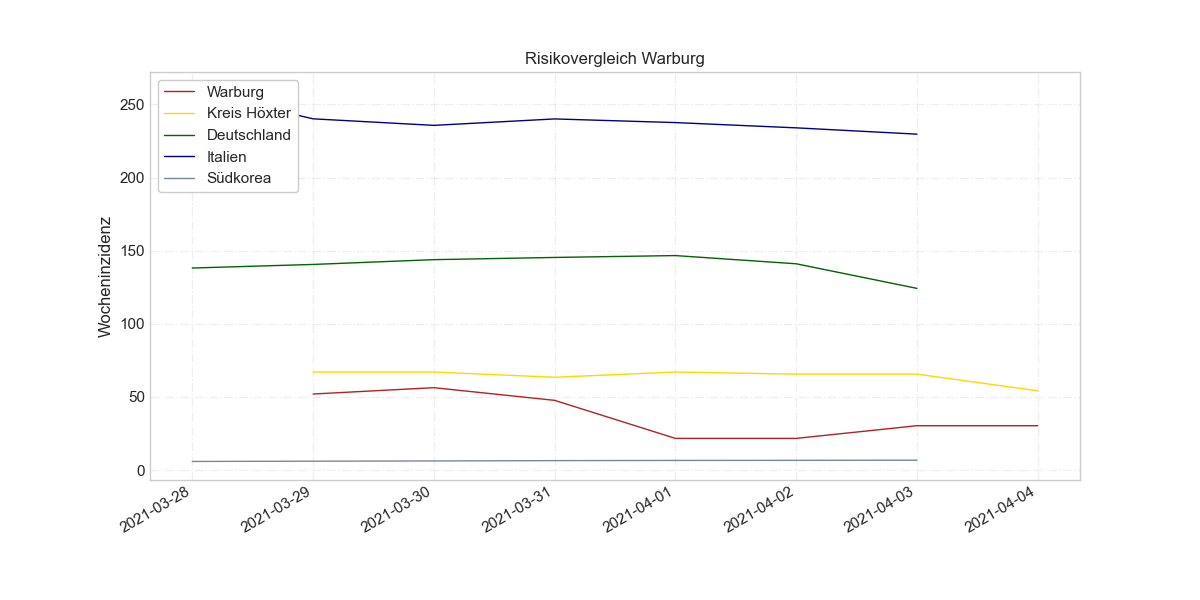 Risikovergleich Warburg
Warburg
Kreis Höxter
Deutschland
Italien
Südkorea
Wocheninzidenz
250
200
150
100
50
0
2021-03-28
2021-03-29
2021-03-30
2021-03-31
2021-04-01
2021-04-02
2021-04-03
2021-04-04